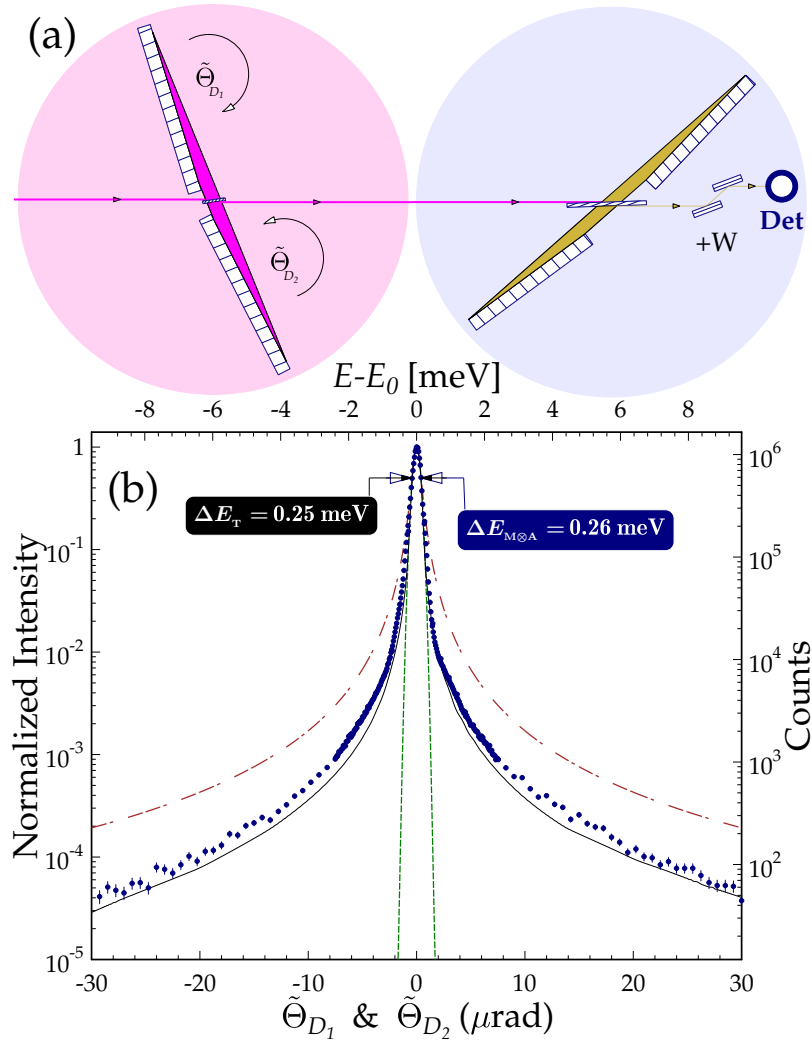 (a)
Θ̃D₁
Θ̃D₂
+W
Det
E-E₀ [meV]
-8 -6 -4 -2 0 2 4 6 8
(b)
ΔE_T = 0.25 meV
ΔE_M⊗A = 0.26 meV
Normalized Intensity
1
10⁻¹
10⁻²
10⁻³
10⁻⁴
10⁻⁵
Counts
10⁶
10⁵
10⁴
10³
10²
-30 -20 -10 0 10 20 30
Θ̃D₁ & Θ̃D₂ (μrad)